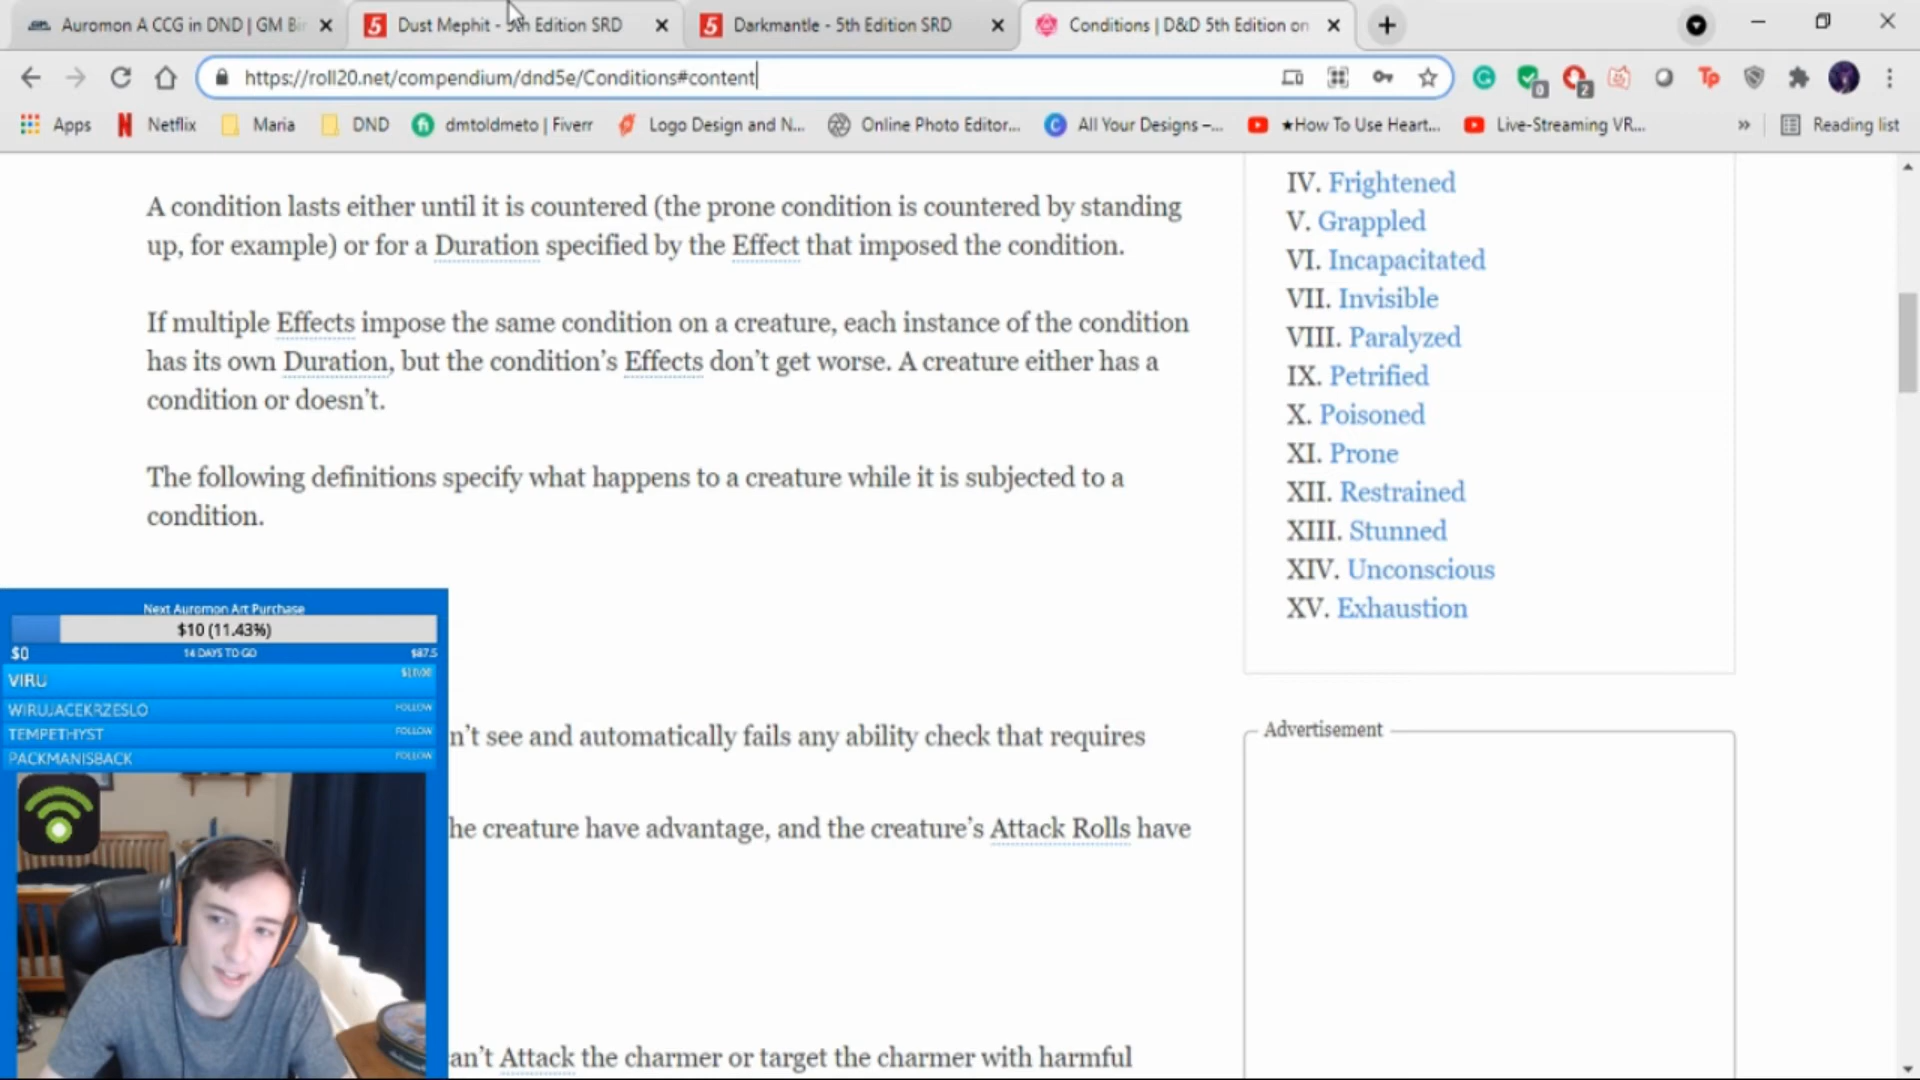 Auromon A CCG in DND | GM Bi
Dust Mephit - 5th Edition SRD
Darkmantle - 5th Edition SRD
Conditions | D&D 5th Edition on
https://roll20.net/compendium/dnd5e/Conditions#content
0
2
Tp
Apps
Netflix
Maria
DND
dmtoldmeto | Fiverr
Logo Design and N...
Online Photo Editor...
All Your Designs –...
★How To Use Heart...
Live-Streaming VR...
»
Reading list
A condition lasts either until it is countered (the prone condition is countered by standing
up, for example) or for a Duration specified by the Effect that imposed the condition.
If multiple Effects impose the same condition on a creature, each instance of the condition
has its own Duration, but the condition's Effects don't get worse. A creature either has a
condition or doesn't.
The following definitions specify what happens to a creature while it is subjected to a
condition.
n't see and automatically fails any ability check that requires
he creature have advantage, and the creature's Attack Rolls have
an't Attack the charmer or target the charmer with harmful
IV. Frightened
V. Grappled
VI. Incapacitated
VII. Invisible
VIII. Paralyzed
IX. Petrified
X. Poisoned
XI. Prone
XII. Restrained
XIII. Stunned
XIV. Unconscious
XV. Exhaustion
Advertisement
Next Auromon Art Purchase
$10 (11.43%)
$0
14 DAYS TO GO
$87.5
VIRU
WIRUJACEKRZESLO
FOLLOW
TEMPETHYST
FOLLOW
PACKMANISBACK
FOLLOW